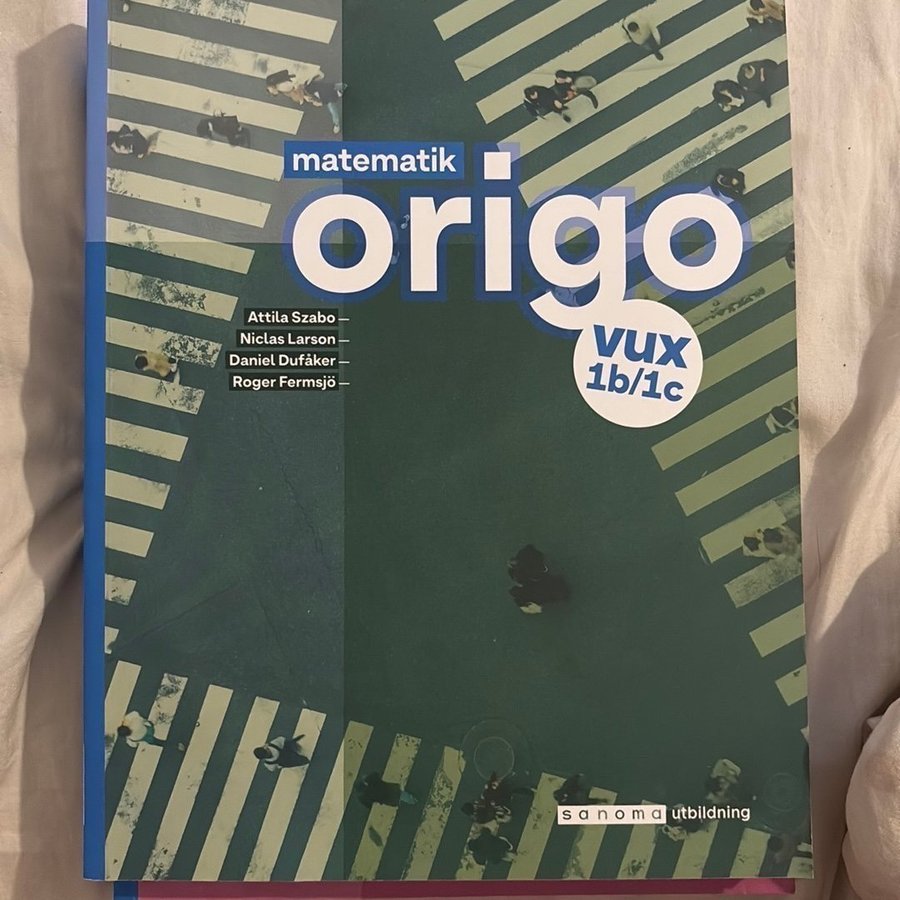 matematik
origo
Attila Szabo
Niclas Larson
Daniel Dufåker
Roger Fermsjö
vux
1b/1c
sanoma utbildning